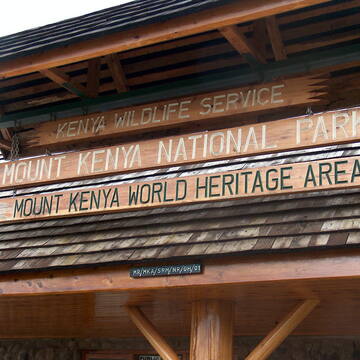 KENYA WILDLIFE SERVICE
MOUNT KENYA NATIONAL PARK
MOUNT KENYA WORLD HERITAGE AREA